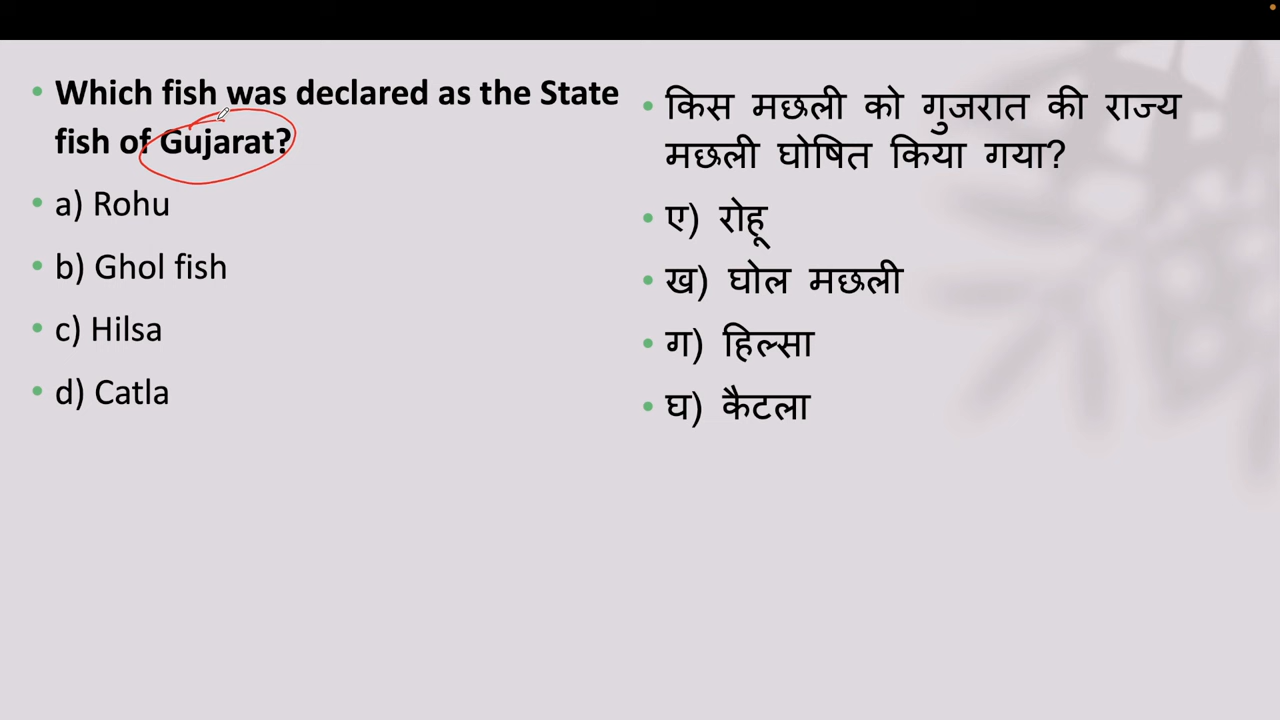 • Which fish was declared as the State
fish of Gujarat?
• a) Rohu
• b) Ghol fish
• c) Hilsa
• d) Catla
• किस मछली को गुजरात की राज्य
मछली घोषित किया गया?
• ए) रोहू
• ख) घोल मछली
• ग) हिल्सा
• घ) कैटला